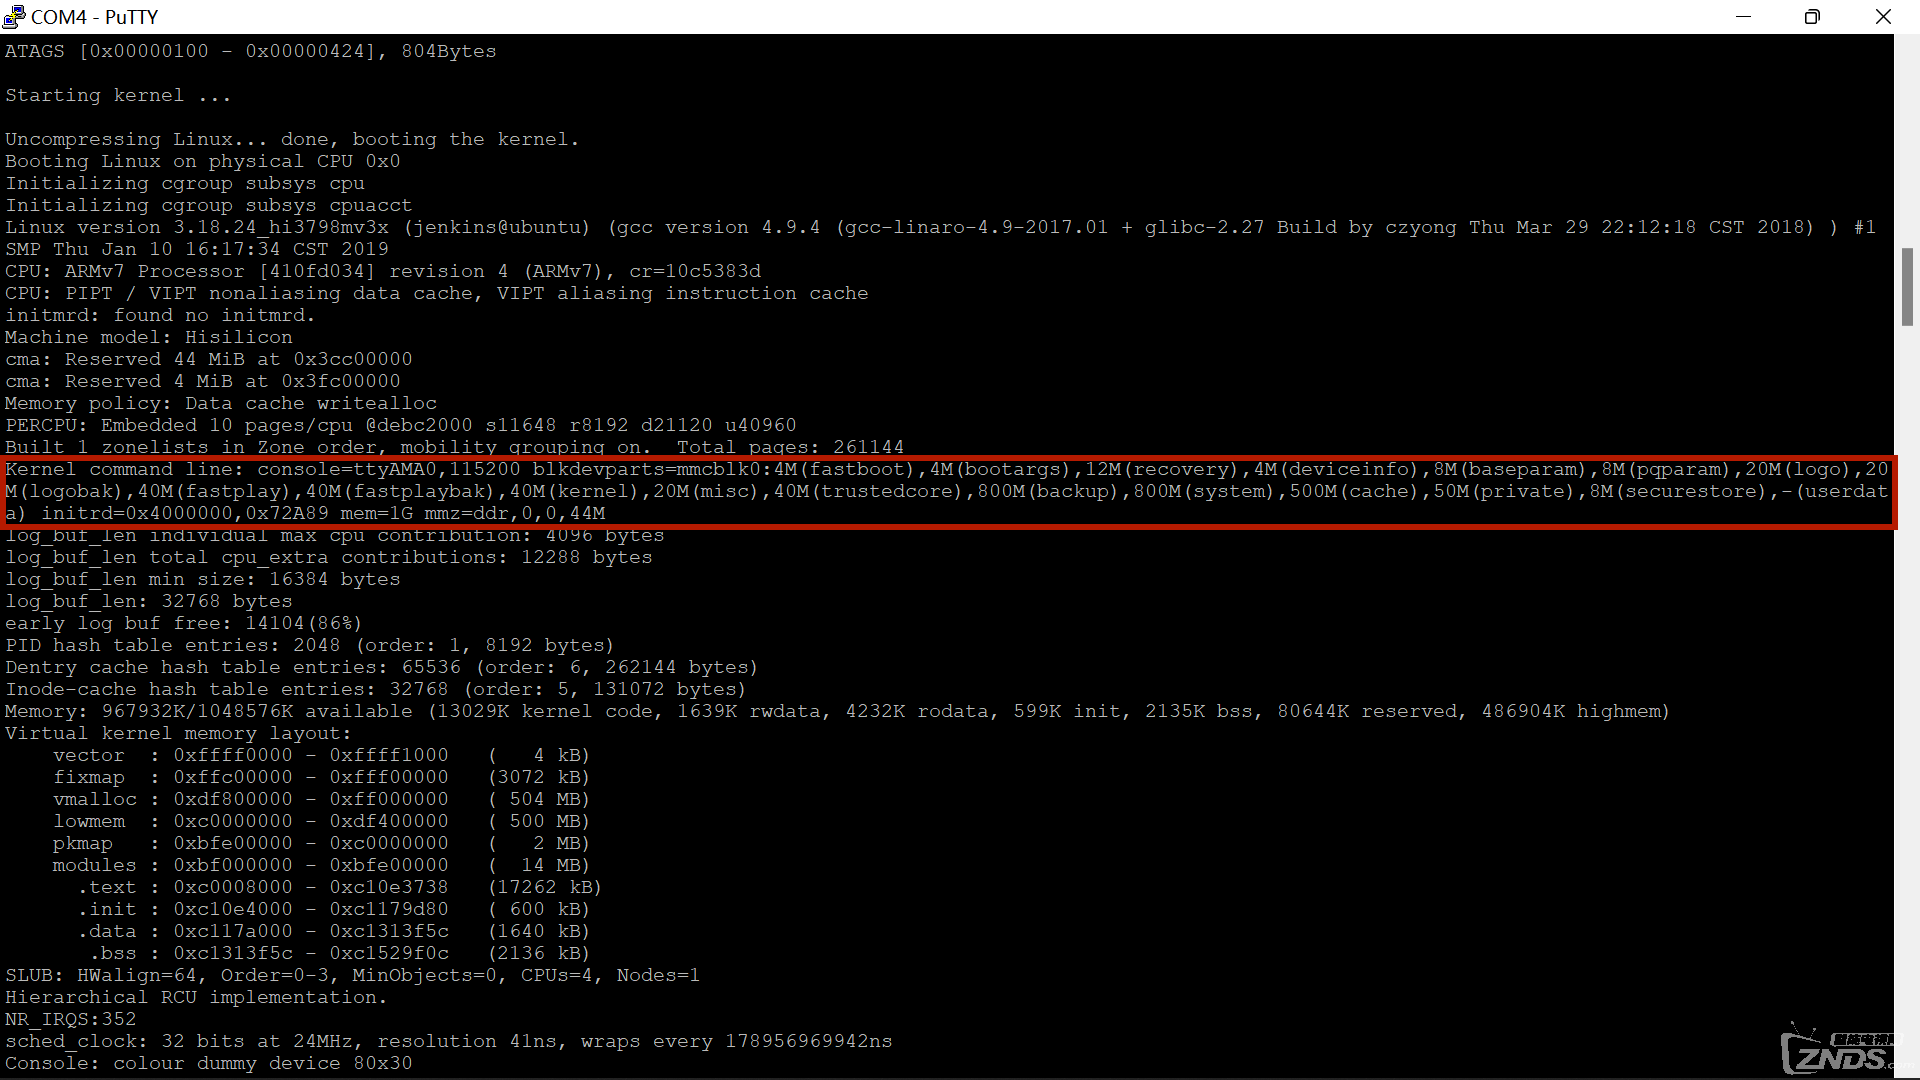 COM4 - PuTTY
ATAGS [0x00000100 - 0x00000424], 804Bytes
Starting kernel ...
Uncompressing Linux... done, booting the kernel.
Booting Linux on physical CPU 0x0
Initializing cgroup subsys cpu
Initializing cgroup subsys cpuacct
Linux version 3.18.24_hi3798mv3x (jenkins@ubuntu) (gcc version 4.9.4 (gcc-linaro-4.9-2017.01 + glibc-2.27 Build by czyong Thu Mar 29 22:12:18 CST 2018) ) #1
SMP Thu Jan 10 16:17:34 CST 2019
CPU: ARMv7 Processor [410fd034] revision 4 (ARMv7), cr=10c5383d
CPU: PIPT / VIPT nonaliasing data cache, VIPT aliasing instruction cache
initmrd: found no initmrd.
Machine model: Hisilicon
cma: Reserved 44 MiB at 0x3cc00000
cma: Reserved 4 MiB at 0x3fc00000
Memory policy: Data cache writealloc
PERCPU: Embedded 10 pages/cpu @debc2000 s11648 r8192 d21120 u40960
Built 1 zonelists in Zone order, mobility grouping on.  Total pages: 261144
Kernel command line: console=ttyAMA0,115200 blkdevparts=mmcblk0:4M(fastboot),4M(bootargs),12M(recovery),4M(deviceinfo),8M(baseparam),8M(pqparam),20M(logo),20
M(logobak),40M(fastplay),40M(fastplaybak),40M(kernel),20M(misc),40M(trustedcore),800M(backup),800M(system),500M(cache),50M(private),8M(securestore),-(userdat
a) initrd=0x4000000,0x72A89 mem=1G mmz=ddr,0,0,44M
log_buf_len individual max cpu contribution: 4096 bytes
log_buf_len total cpu_extra contributions: 12288 bytes
log_buf_len min size: 16384 bytes
log_buf_len: 32768 bytes
early log buf free: 14104(86%)
PID hash table entries: 2048 (order: 1, 8192 bytes)
Dentry cache hash table entries: 65536 (order: 6, 262144 bytes)
Inode-cache hash table entries: 32768 (order: 5, 131072 bytes)
Memory: 967932K/1048576K available (13029K kernel code, 1639K rwdata, 4232K rodata, 599K init, 2135K bss, 80644K reserved, 486904K highmem)
Virtual kernel memory layout:
    vector  : 0xffff0000 - 0xffff1000   (   4 kB)
    fixmap  : 0xffc00000 - 0xfff00000   (3072 kB)
    vmalloc : 0xdf800000 - 0xff000000   ( 504 MB)
    lowmem  : 0xc0000000 - 0xdf400000   ( 500 MB)
    pkmap   : 0xbfe00000 - 0xc0000000   (   2 MB)
    modules : 0xbf000000 - 0xbfe00000   (  14 MB)
      .text : 0xc0008000 - 0xc10e3738   (17262 kB)
      .init : 0xc10e4000 - 0xc1179d80   ( 600 kB)
      .data : 0xc117a000 - 0xc1313f5c   (1640 kB)
       .bss : 0xc1313f5c - 0xc1529f0c   (2136 kB)
SLUB: HWalign=64, Order=0-3, MinObjects=0, CPUs=4, Nodes=1
Hierarchical RCU implementation.
NR_IRQS:352
sched_clock: 32 bits at 24MHz, resolution 41ns, wraps every 178956969942ns
Console: colour dummy device 80x30
ZNDS